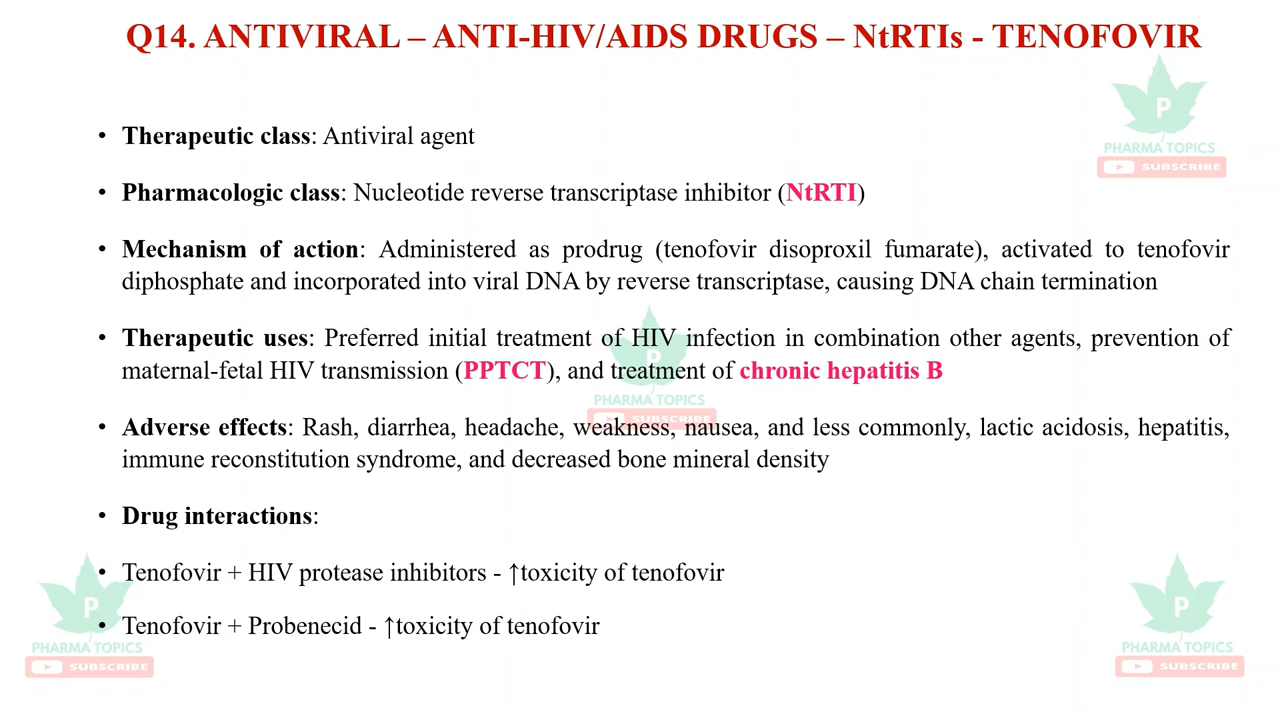 Q14. ANTIVIRAL – ANTI-HIV/AIDS DRUGS – NtRTIs - TENOFOVIR
P
PHARMA TOPICS
SUBSCRIBE
• Therapeutic class: Antiviral agent
• Pharmacologic class: Nucleotide reverse transcriptase inhibitor (NtRTI)
• Mechanism of action: Administered as prodrug (tenofovir disoproxil fumarate), activated to tenofovir
diphosphate and incorporated into viral DNA by reverse transcriptase, causing DNA chain termination
• Therapeutic uses: Preferred initial treatment of HIV infection in combination other agents, prevention of
maternal-fetal HIV transmission (PPTCT), and treatment of chronic hepatitis B
P
PHARMA TOPICS
SUBSCRIBE
• Adverse effects: Rash, diarrhea, headache, weakness, nausea, and less commonly, lactic acidosis, hepatitis,
immune reconstitution syndrome, and decreased bone mineral density
• Drug interactions:
• Tenofovir + HIV protease inhibitors - ↑toxicity of tenofovir
• Tenofovir + Probenecid - ↑toxicity of tenofovir
P
PHARMA TOPICS
SUBSCRIBE
P
PHARMA TOPICS
SUBSCRIBE